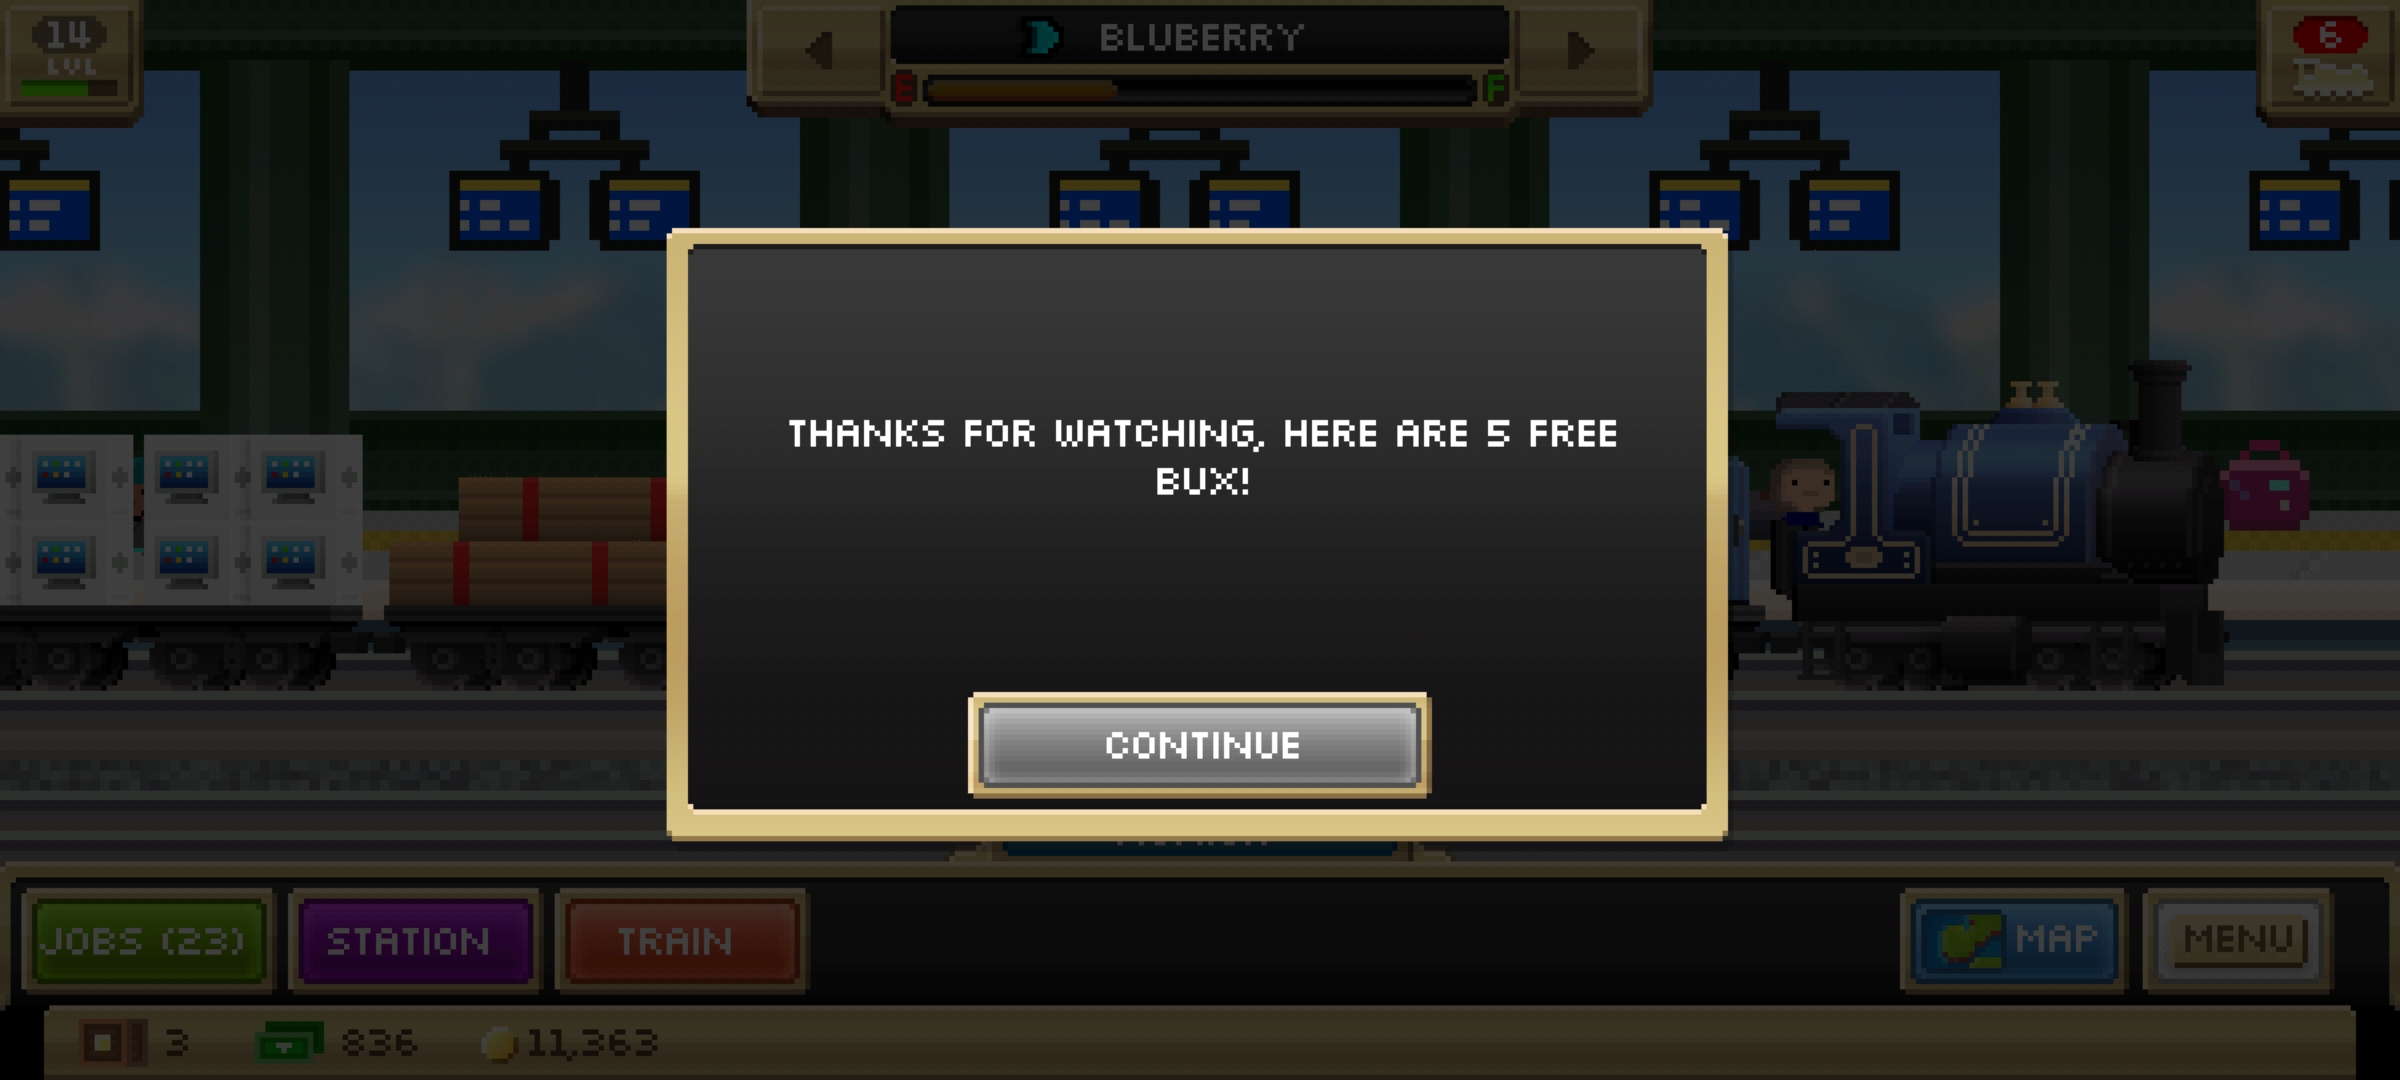 14
LVL
BLUBERRY
E
F
6
THANKS FOR WATCHING, HERE ARE 5 FREE
BUX!
CONTINUE
JOBS (23)
STATION
TRAIN
MAP
MENU
3
836
11,363